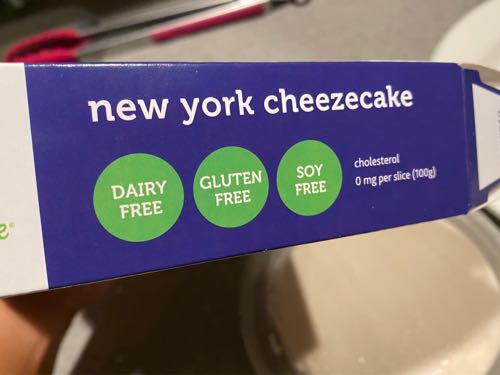 new york cheezecake
DAIRY
FREE
GLUTEN
FREE
SOY
FREE
cholesterol
0 mg per slice (100g)